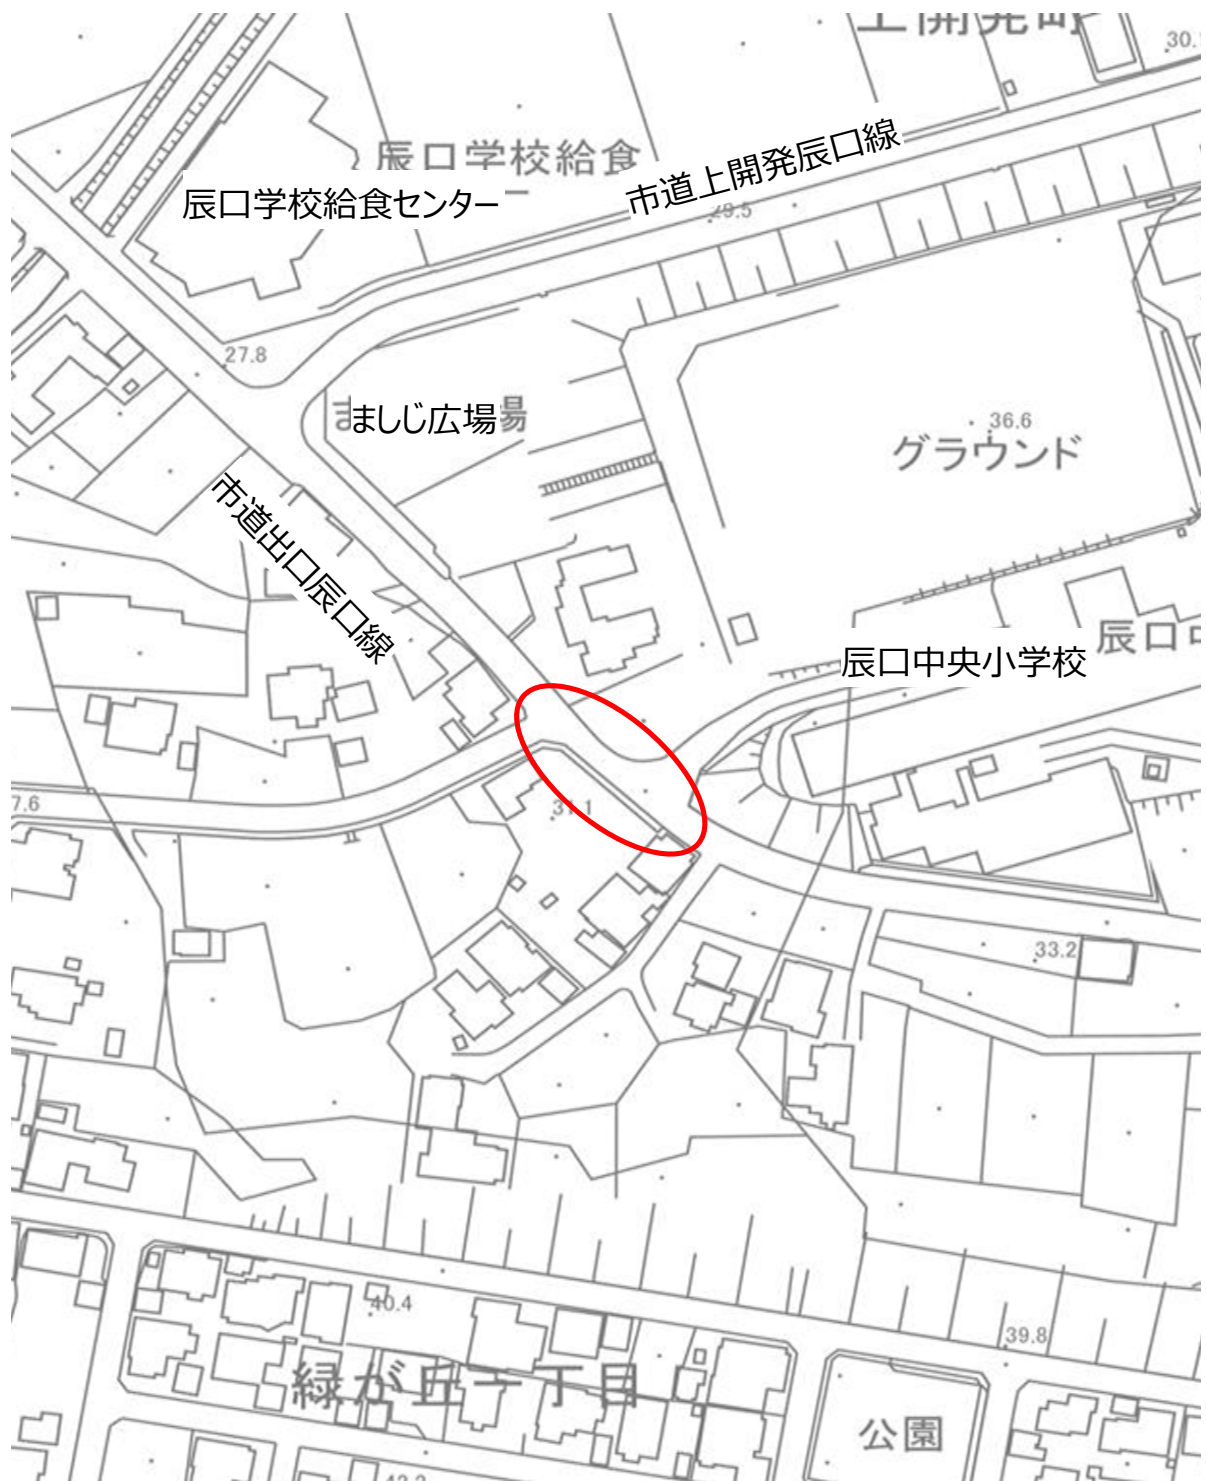 上開発町
30.
辰口学校給食
市道上開発辰口線
辰口学校給食センター
29.5
27.8
ましじ広場
場
36.6
グラウンド
市道出口辰口線
辰口中
辰口中央小学校
7.6
31.1
33.2
40.4
39.8
緑が丘一丁目
公園